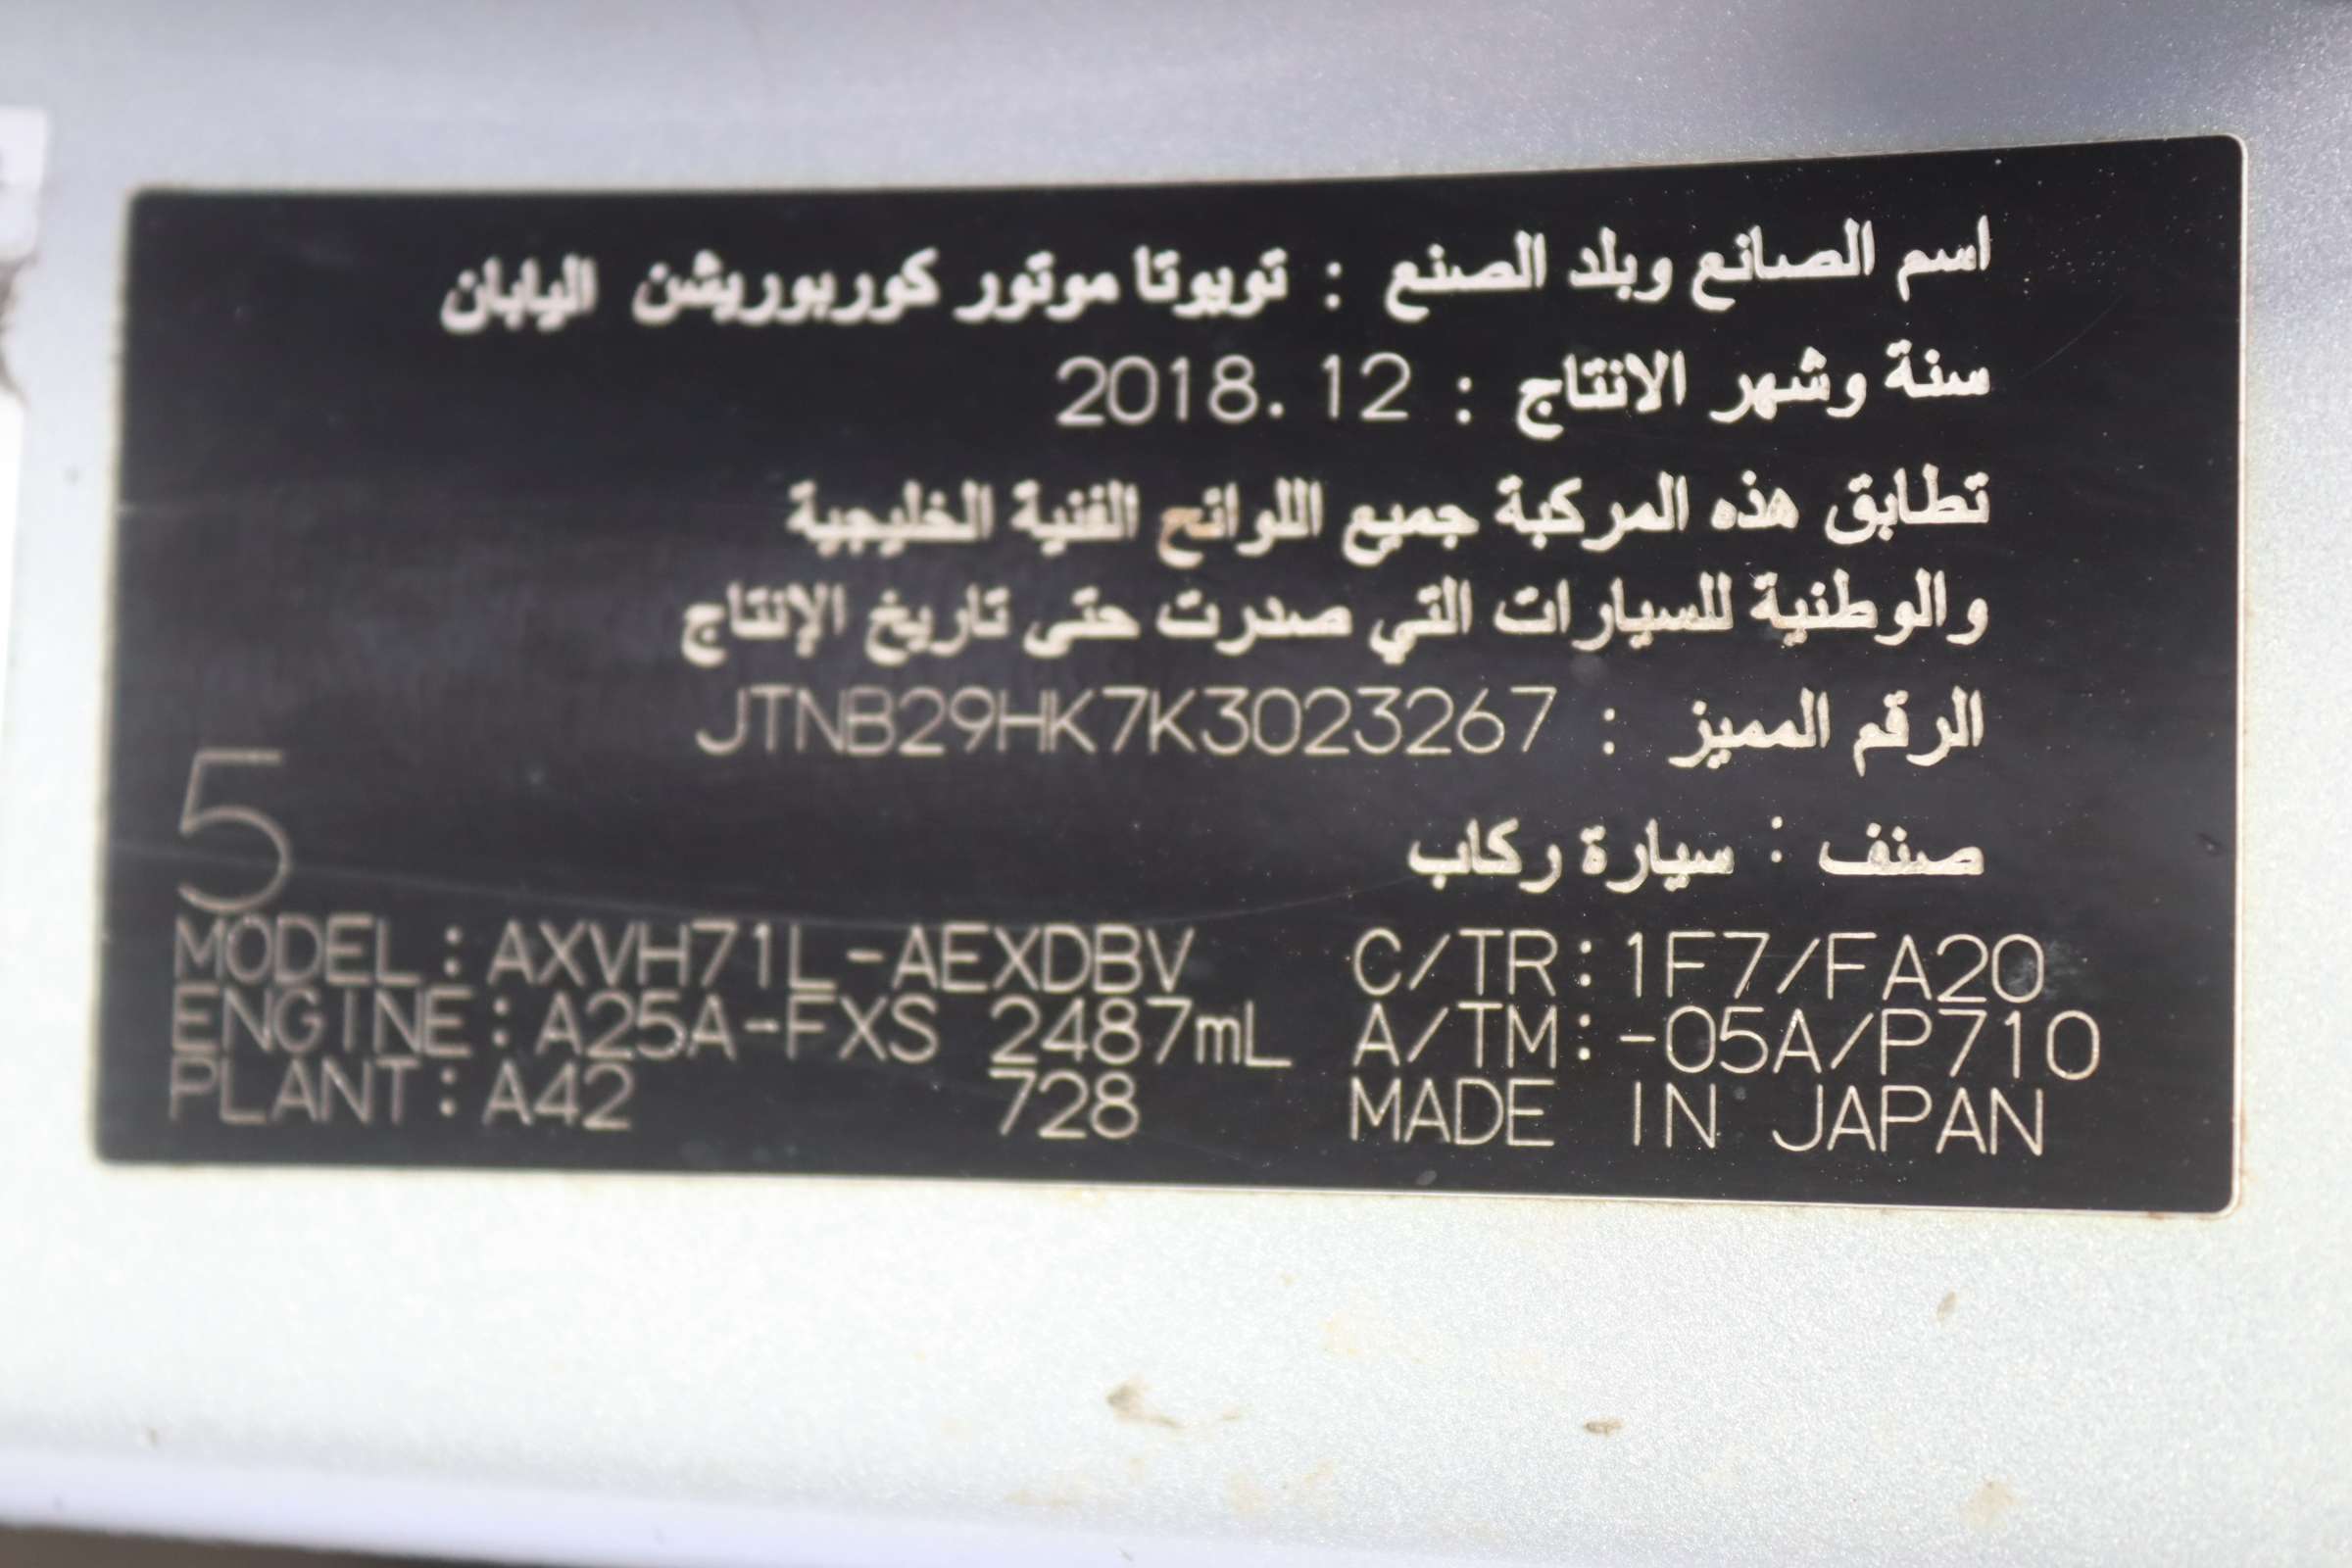 اسم الصانع وبلد الصنع : تويوتا موتور كوربوريشن اليابان
سنة وشهر الانتاج : 2018.12
تطابق هذه المركبة جميع اللوائح الفنية الخليجية
والوطنية للسيارات التي صدرت حتى تاريخ الإنتاج
الرقم المميز : JTNB29HK7K3023267
صنف : سيارة ركاب
5
MODEL: AXVH71L-AEXDBV C/TR: 1F7/FA20
ENGINE: A25A-FXS 2487mL A/TM: -05A/P710
PLANT: A42 728 MADE IN JAPAN